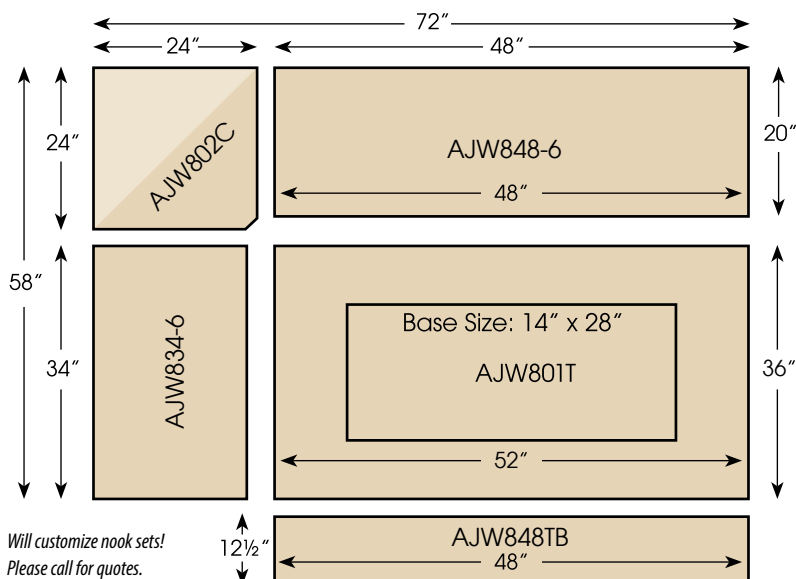 72″
24″ 48″
24″
AJW802C
AJW848-6
48″
20″
58″
34″
AJW834-6
Base Size: 14″ x 28″
AJW801T
52″
36″
Will customize nook sets!
Please call for quotes.
12½″
AJW848TB
48″